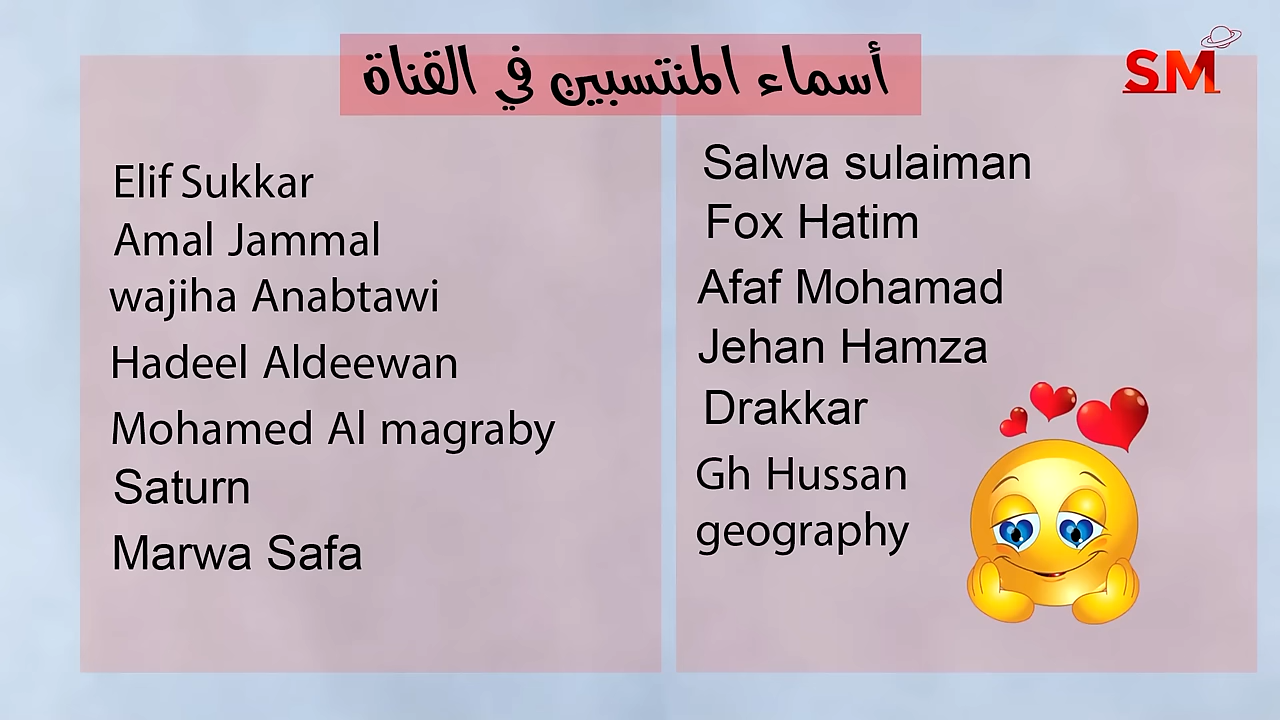 أسماء المنتسبين في القناة
SM
Elif Sukkar
Amal Jammal
wajiha Anabtawi
Hadeel Aldeewan
Mohamed Al magraby
Saturn
Marwa Safa
Salwa sulaiman
Fox Hatim
Afaf Mohamad
Jehan Hamza
Drakkar
Gh Hussan
geography